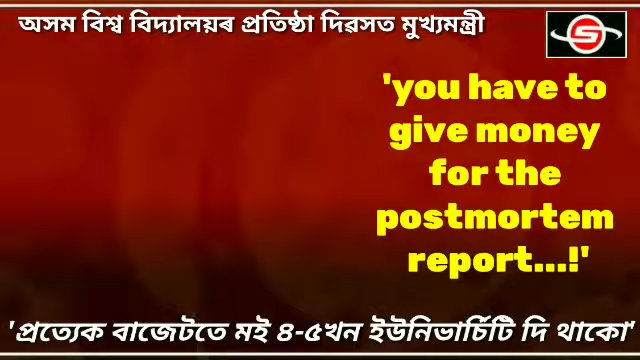 অসম বিশ্ব বিদ্যালয়ৰ প্ৰতিষ্ঠা দিৱসত মুখ্যমন্ত্ৰী
'you have to
give money
for the
postmortem
report...!'
'প্ৰত্যেক বাজেটতে মই ৪-৫খন ইউনিভাৰ্চিটি দি থাকো'